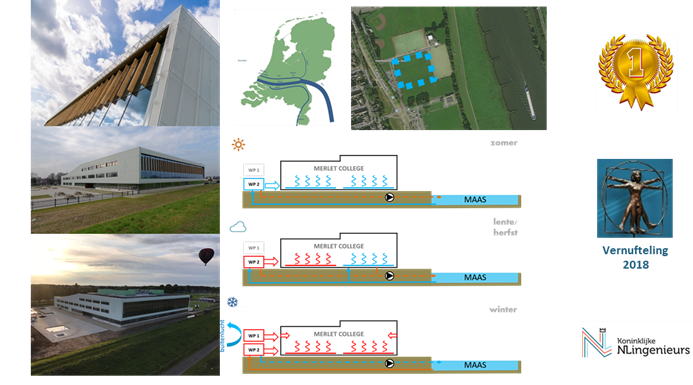 1
zomer
WP 1
WP 2
MERLET COLLEGE
MAAS
lente/
herfst
WP 1
WP 2
MERLET COLLEGE
MAAS
winter
buitenlucht
WP 1
WP 2
MERLET COLLEGE
MAAS
Vernufteling
2018
Koninklijke
NLingenieurs